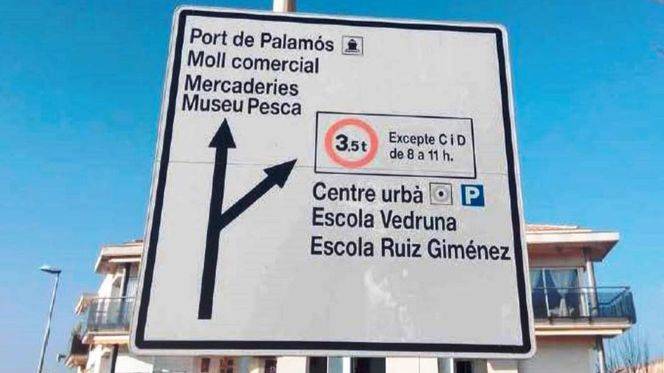 Port de Palamós
Moll comercial
Mercaderies
Museu Pesca
3,5t
Excepte C i D
de 8 a 11 h.
Centre urbà P
Escola Vedruna
Escola Ruiz Giménez